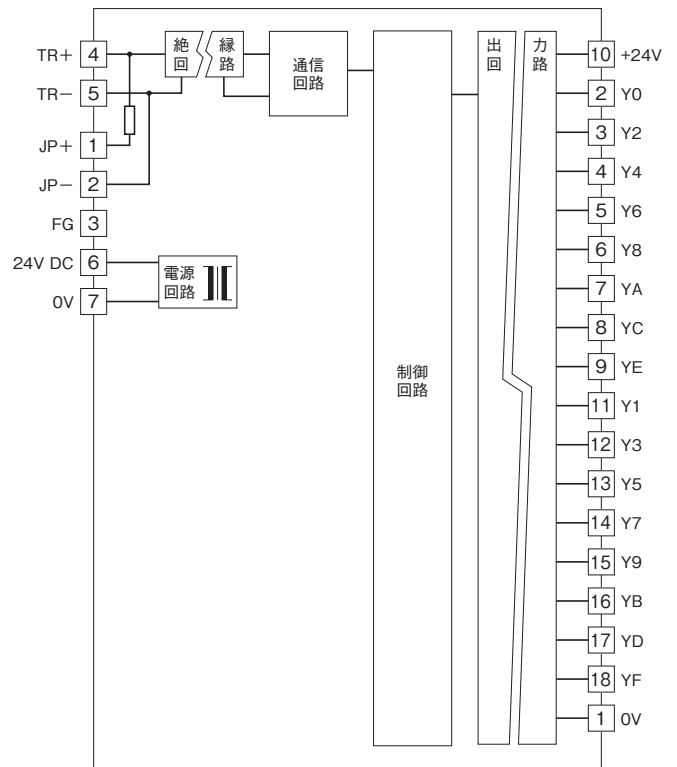 TR+ 4
TR− 5
JP+ 1
JP− 2
FG 3
24V DC 6
0V 7
絶 縁
回 路
通信
回路
電源
回路
制御
回路
出 力
回 路
10 +24V
2 Y0
3 Y2
4 Y4
5 Y6
6 Y8
7 YA
8 YC
9 YE
11 Y1
12 Y3
13 Y5
14 Y7
15 Y9
16 YB
17 YD
18 YF
1 0V